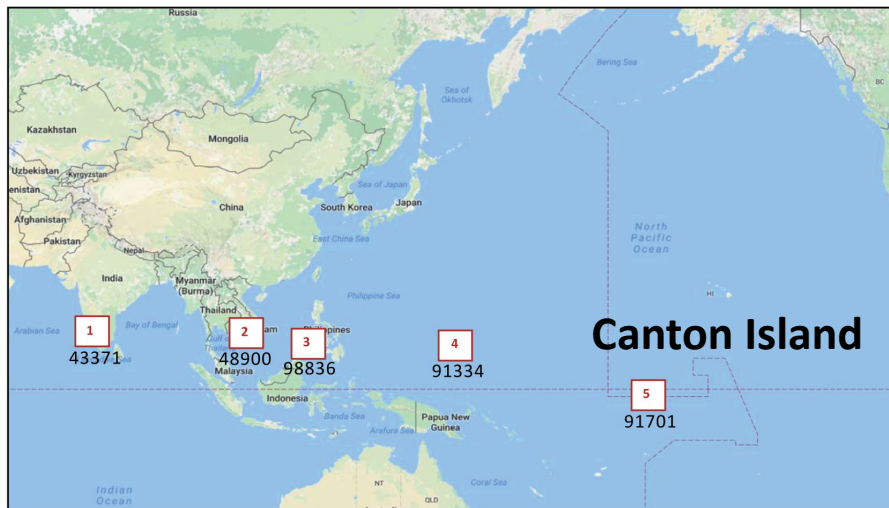 Russia
Bering Sea
Sea of
Okhotsk
BC
Kazakhstan
Mongolia
Uzbekistan
Kyrgyzstan
enistan
Sea of Japan
Afghanistan
China
South Korea
Japan
Pakistan
East China Sea
North
Pacific
Ocean
Nepal
India
Myanmar
(Burma)
Philippine Sea
HI
Thailand
Arabian Sea
Bay of Bengal
1
2
3
4
Canton Island
43371
48900
98836
91334
Malaysia
Indonesia
5
Banda Sea
Papua New
Guinea
91701
Arafura Sea
Indian
Ocean
NT
Coral Sea
QLD